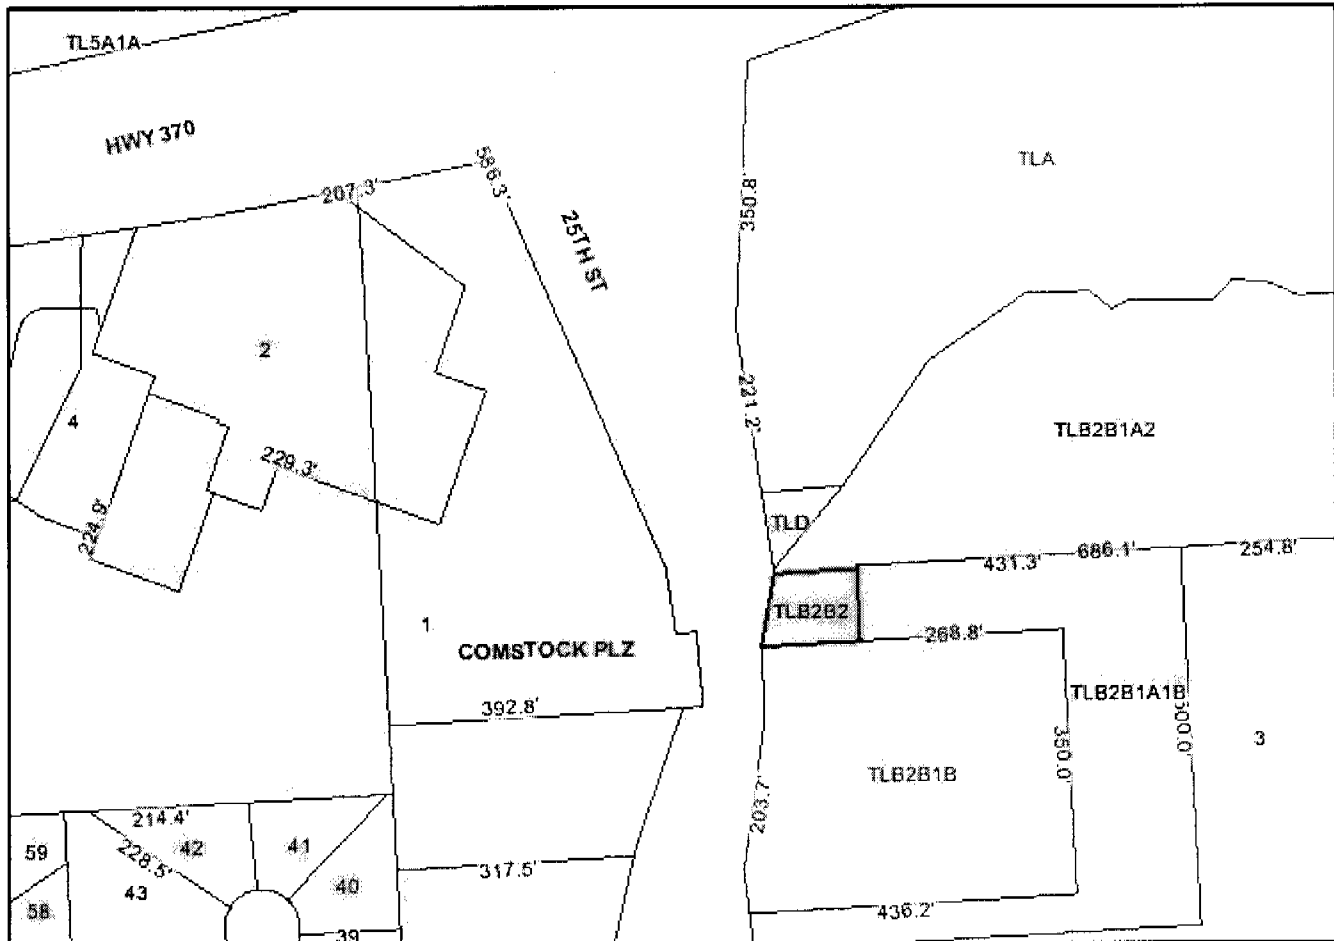 TL5A1A
HWY 370
207.3'
586.3'
25TH ST
350.8'
TLA
2
221.2'
4
229.3'
224.9'
TLB2B1A2
TLD
431.3'
686.1'
254.8'
TLB2B2
1
COMSTOCK PLZ
268.8'
392.8'
TLB2B1A1B
500.0'
350.0'
3
TLB2B1B
203.7'
214.4'
228.5'
42
41
59
43
40
317.5'
58
39
436.2'